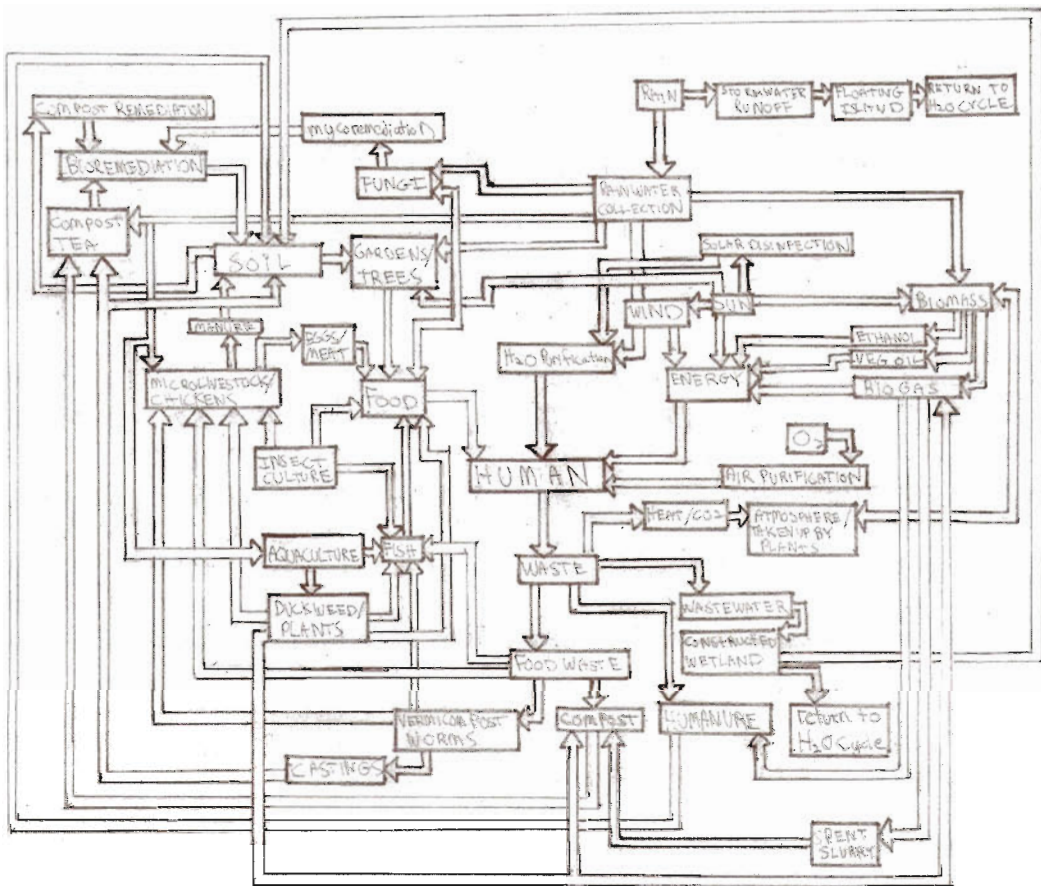 RAIN
STORMWATER
RUNOFF
FLOATING
ISLAND
RETURN TO
H2O CYCLE
COMPOST REMEDIATION
mycoremediation
BIOREMEDIATION
FUNGI
RAINWATER
COLLECTION
COMPOST
TEA
SOIL
GARDENS/
TREES
SOLAR DISINFECTION
WIND
SUN
BIOMASS
MANURE
EGGS/
MEAT
H2O Purification
ETHANOL
VEG OIL
MICROLIVESTOCK/
CHICKENS
FOOD
ENERGY
BIOGAS
O2
INSECT
CULTURE
HUMAN
AIR PURIFICATION
HEAT/CO2
ATMOSPHERE/
TAKEN UP BY
PLANTS
AQUACULTURE
FISH
WASTE
DUCKWEED/
PLANTS
WASTEWATER
CONSTRUCTED
WETLAND
FOOD WASTE
VERMICOMPOST
WORMS
COMPOST
HUMANURE
return to
H2O Cycle
CASTINGS
SPENT
SLURRY